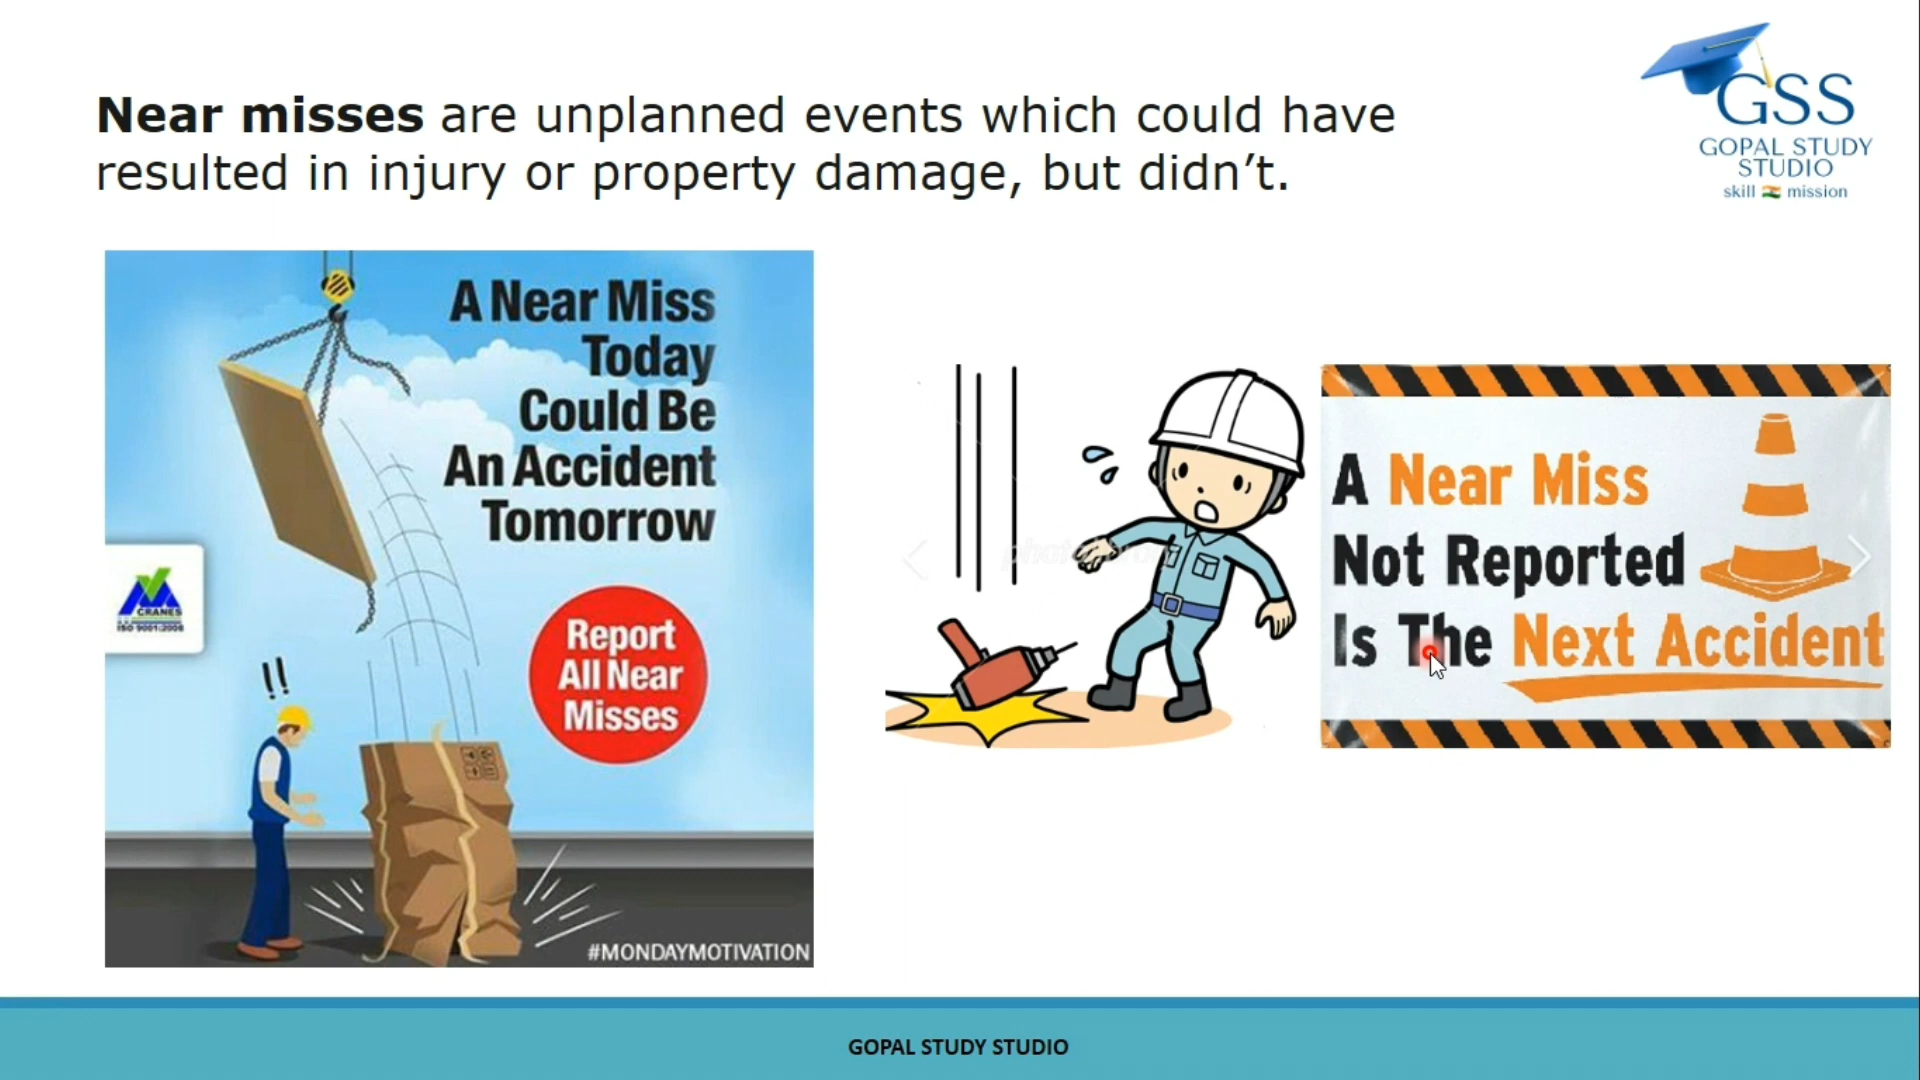 Near misses are unplanned events which could have
resulted in injury or property damage, but didn't.
GSS
GOPAL STUDY
STUDIO
skill mission
A Near Miss
Today
Could Be
An Accident
Tomorrow
CRANES
ISO 9001:2008
Report
All Near
Misses
#MONDAYMOTIVATION
A Near Miss
Not Reported
Is The Next Accident
GOPAL STUDY STUDIO